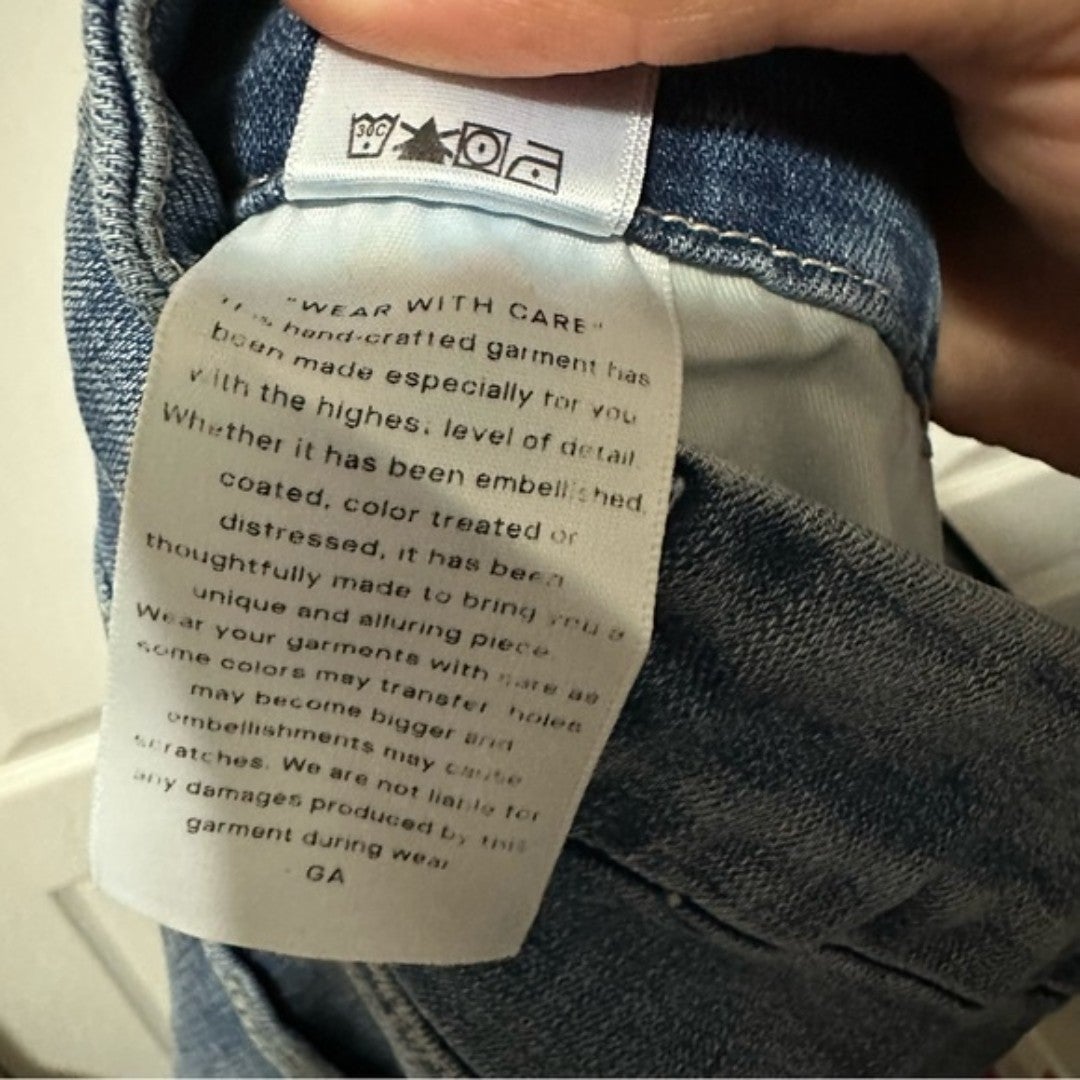 30C
"WEAR WITH CARE"
This hand-crafted garment has
been made especially for you
with the highest level of detail
Whether it has been embellished,
coated, color treated or
distressed, it has been
thoughtfully made to bring you a
unique and alluring piece.
Wear your garments with care as
some colors may transfer holes
may become bigger and
embellishments may cause
scratches. We are not liable for
any damages produced by this
garment during wear
GA